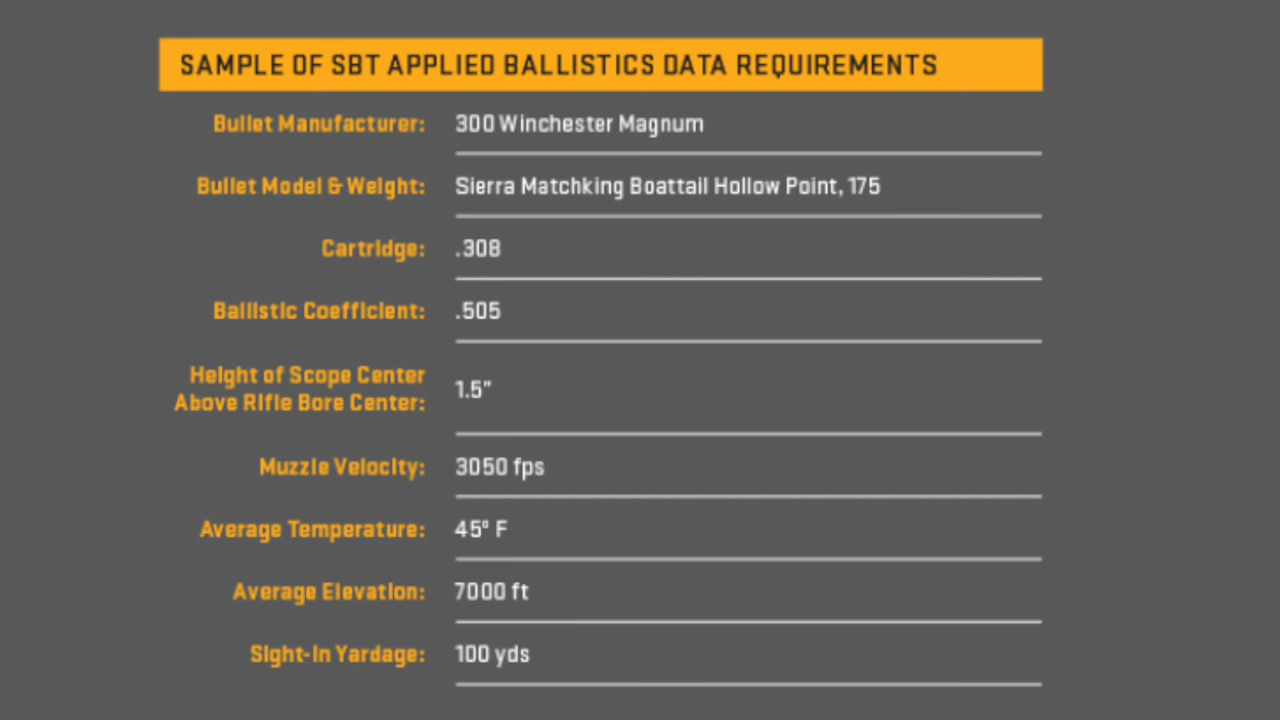 SAMPLE OF SBT APPLIED BALLISTICS DATA REQUIREMENTS
Bullet Manufacturer: 300 Winchester Magnum
Bullet Model & Weight: Sierra Matchking Boattail Hollow Point, 175
Cartridge: .308
Ballistic Coefficient: .505
Height of Scope Center
Above Rifle Bore Center: 1.5"
Muzzle Velocity: 3050 fps
Average Temperature: 45° F
Average Elevation: 7000 ft
Sight-In Yardage: 100 yds